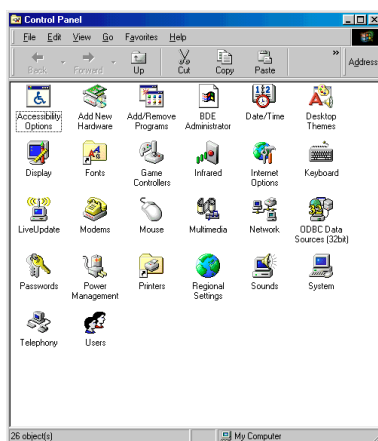 Control Panel
File Edit View Go Favorites Help
Back Forward Up Cut Copy Paste » Address
Accessibility Options
Add New Hardware
Add/Remove Programs
BDE Administrator
Date/Time
Desktop Themes
Display
Fonts
Game Controllers
Infrared
Internet Options
Keyboard
LiveUpdate
Modems
Mouse
Multimedia
Network
ODBC Data Sources (32bit)
Passwords
Power Management
Printers
Regional Settings
Sounds
System
Telephony
Users
26 object(s) My Computer